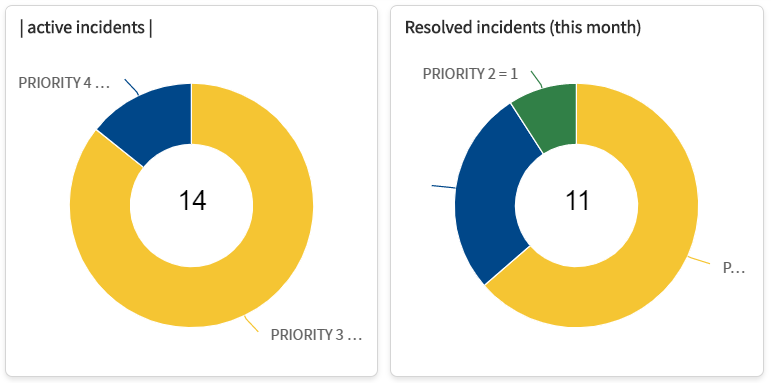 | active incidents |
PRIORITY 4 ...
14
PRIORITY 3 ...
Resolved incidents (this month)
PRIORITY 2 = 1
11
P...